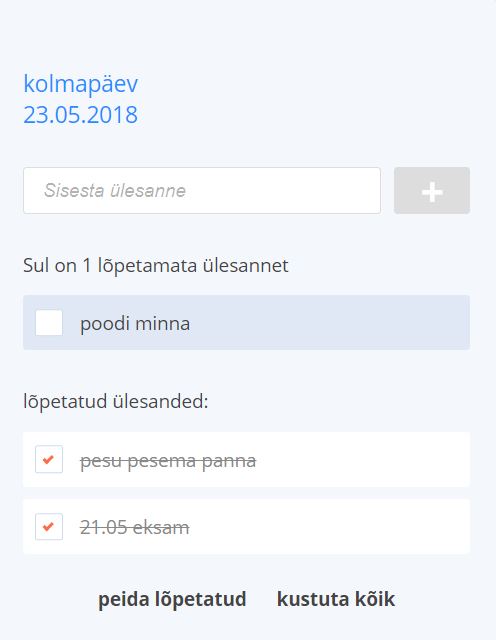 kolmapäev
23.05.2018
Sisesta ülesanne
+
Sul on 1 lõpetamata ülesannet
poodi minna
lõpetatud ülesanded:
pesu pesema panna
21.05 eksam
peida lõpetatud kustuta kõik